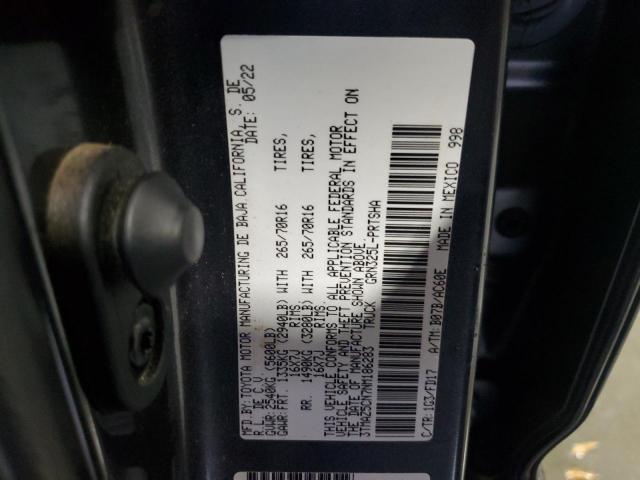 MFD.BY:TOYOTA MOTOR MANUFACTURING DE BAJA CALIFORNIA, S. DE
R.L. DE C.V. DATE: 05/22
GVWR:2540KG (5600LB)
GAWR:FRT. 1335KG (2940LB) WITH 265/70R16 TIRES,
16X7J RIMS.
RR. 1490KG (3280LB) WITH 265/70R16 TIRES,
16X7J RIMS.
THIS VEHICLE CONFORMS TO ALL APPLICABLE FEDERAL MOTOR
VEHICLE SAFETY AND THEFT PREVENTION STANDARDS IN EFFECT ON
THE DATE OF MANUFACTURE SHOWN ABOVE.
3TMAZ5CN7NM186283 TRUCK GRN325L-PRTSHA
C/TR:1G3/FD17 A/TM:B07B/AC60E MADE IN MEXICO 998